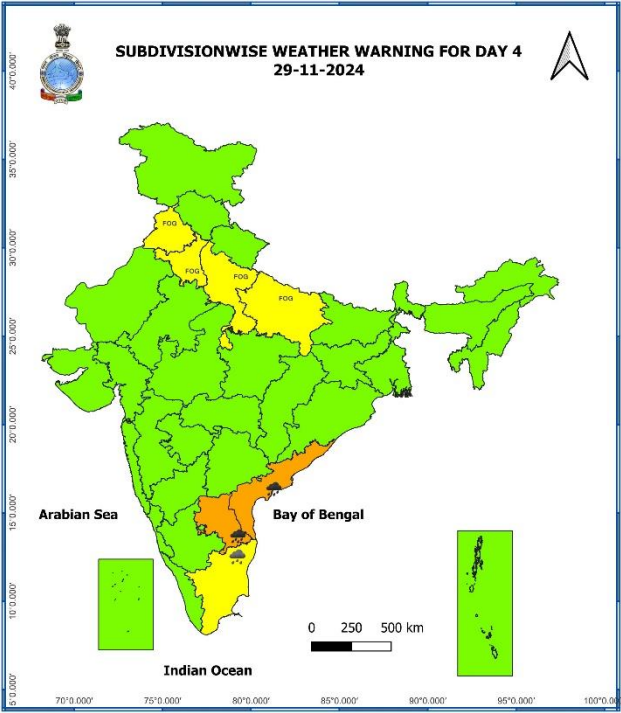 SUBDIVISIONWISE WEATHER WARNING FOR DAY 4
29-11-2024
40°0.000'
35°0.000'
30°0.000'
25°0.000'
20°0.000'
15°0.000'
10°0.000'
5°0.000'
FOG
FOG
FOG
FOG
Arabian Sea
Bay of Bengal
0 250 500 km
Indian Ocean
70°0.000' 75°0.000' 80°0.000' 85°0.000' 90°0.000' 95°0.000'